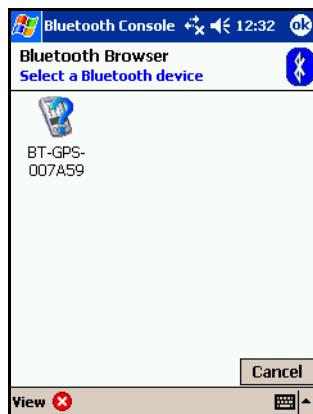 Bluetooth Console 12:32 ok
Bluetooth Browser
Select a Bluetooth device
BT-GPS-
007A59
Cancel
View